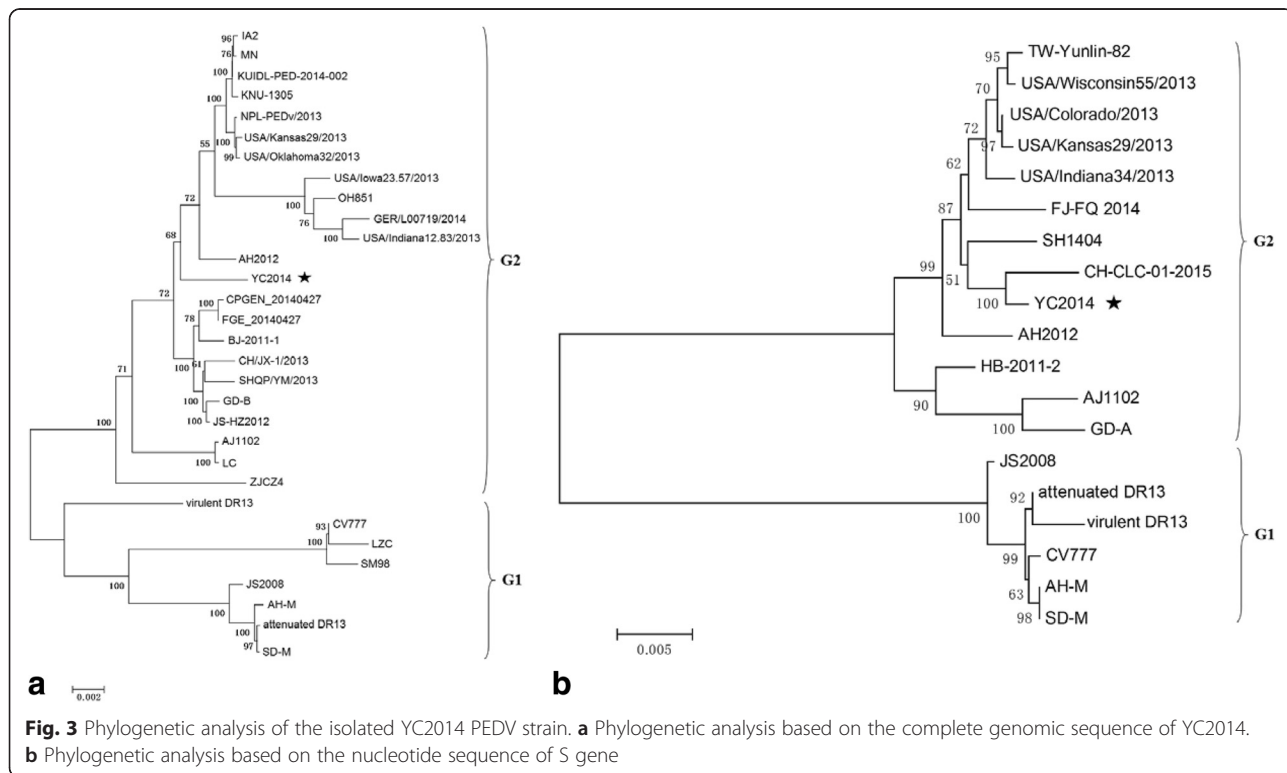 96
IA2
76
MN
100
KUIDL-PED-2014-002
100
KNU-1305
NPL-PEDv/2013
55
100
USA/Kansas29/2013
99
USA/Oklahoma32/2013
USA/Iowa23.57/2013
72
100
OH851
76
GER/L00719/2014
100
USA/Indiana12.83/2013
68
AH2012
YC2014 ★
72
100
CPGEN_20140427
78
FGE_20140427
BJ-2011-1
100
61
CH/JX-1/2013
SHQP/YM/2013
71
100
GD-B
100
JS-HZ2012
100
AJ1102
100
LC
ZJCZ4
G2
virulent DR13
93
CV777
100
LZC
SM98
100
JS2008
100
AH-M
100
attenuated DR13
97
SD-M
G1
a
0.002
95
TW-Yunlin-82
70
USA/Wisconsin55/2013
72
USA/Colorado/2013
97
USA/Kansas29/2013
62
USA/Indiana34/2013
87
FJ-FQ 2014
SH1404
99
51
CH-CLC-01-2015
100
YC2014 ★
AH2012
HB-2011-2
90
AJ1102
100
GD-A
G2
JS2008
100
92
attenuated DR13
virulent DR13
99
CV777
63
AH-M
98
SD-M
G1
0.005
b
Fig. 3 Phylogenetic analysis of the isolated YC2014 PEDV strain. a Phylogenetic analysis based on the complete genomic sequence of YC2014.
b Phylogenetic analysis based on the nucleotide sequence of S gene